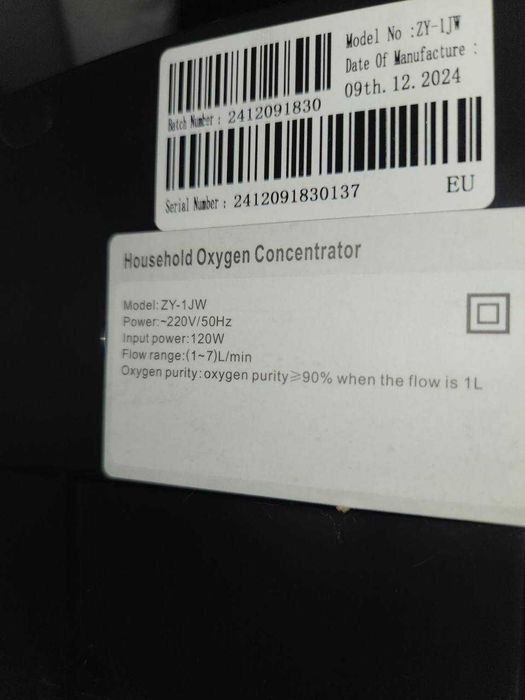 Model No :ZY-1JW
Date Of Manufacture :
09th. 12. 2024
Batch Number : 2412091830
Serial Number : 2412091830137
EU
Household Oxygen Concentrator
Model:ZY-1JW
Power:~220V/50Hz
Input power:120W
Flow range:(1~7)L/min
Oxygen purity:oxygen purity≥90% when the flow is 1L